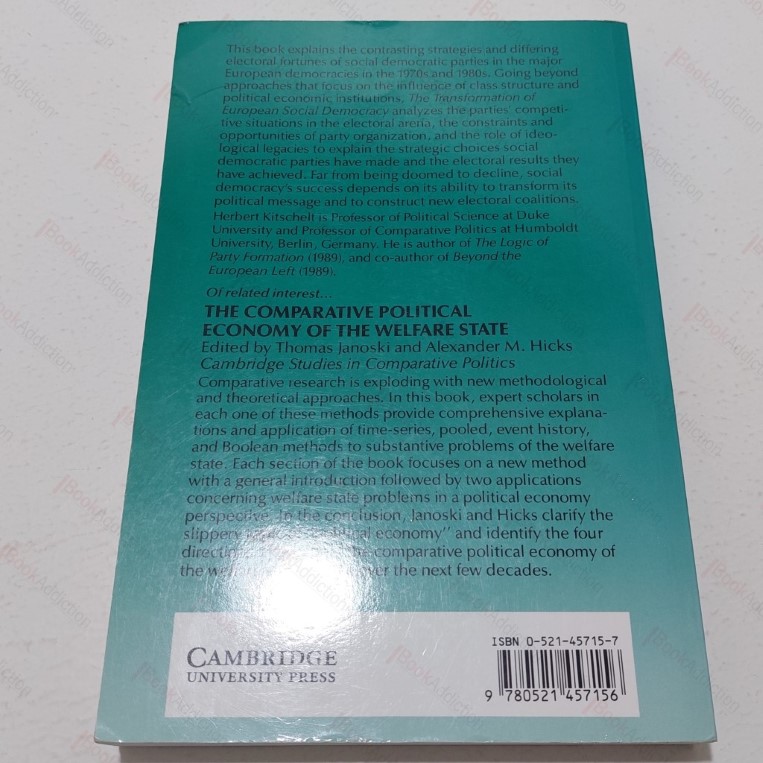 This book explains the contrasting strategies and differing
electoral fortunes of social democratic parties in the major
European democracies in the 1970s and 1980s. Going beyond
approaches that focus on the influence of class structure and
political economic institutions, The Transformation of
European Social Democracy analyzes the parties' competi-
tive situations in the electoral arena, the constraints and
opportunities of party organization, and the role of ideo-
logical legacies to explain the strategic choices social
democratic parties have made and the electoral results they
have achieved. Far from being doomed to decline, social
democracy's success depends on its ability to transform its
political message and to construct new electoral coalitions.
Herbert Kitschelt is Professor of Political Science at Duke
University and Professor of Comparative Politics at Humboldt
University, Berlin, Germany. He is author of The Logic of
Party Formation (1989), and co-author of Beyond the
European Left (1989).
Of related interest...
THE COMPARATIVE POLITICAL
ECONOMY OF THE WELFARE STATE
Edited by Thomas Janoski and Alexander M. Hicks
Cambridge Studies in Comparative Politics
Comparative research is exploding with new methodological
and theoretical approaches. In this book, expert scholars in
each one of these methods provide comprehensive explana-
tions and application of time-series, pooled, event history,
and Boolean methods to substantive problems of the welfare
state. Each section of the book focuses on a new method
with a general introduction followed by two applications
concerning welfare state problems in a political economy
perspective. In the conclusion, Janoski and Hicks clarify the
slippery political economy" and identify the four
comparative political economy of
the over the next few decades.
CAMBRIDGE
UNIVERSITY PRESS
ISBN 0-521-45715-7
9 780521 457156
BookAddiction